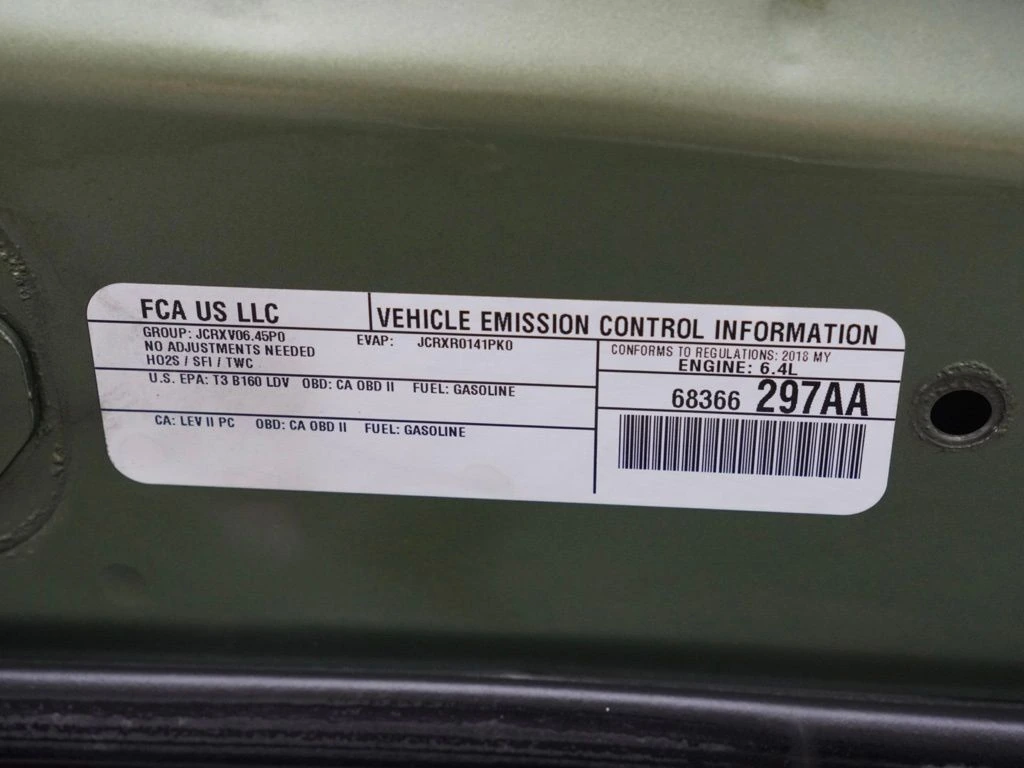 FCA US LLC
VEHICLE EMISSION CONTROL INFORMATION
GROUP: JCRXV06.45P0 EVAP: JCRXR0141PK0
NO ADJUSTMENTS NEEDED
HO2S / SFI / TWC
CONFORMS TO REGULATIONS: 2018 MY
ENGINE: 6.4L
U.S. EPA: T3 B160 LDV OBD: CA OBD II FUEL: GASOLINE
68366 297AA
CA: LEV II PC OBD: CA OBD II FUEL: GASOLINE